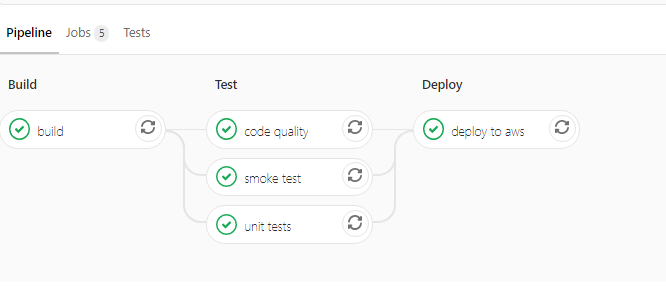 Pipeline Jobs 5 Tests
Build Test Deploy
build code quality deploy to aws
smoke test
unit tests